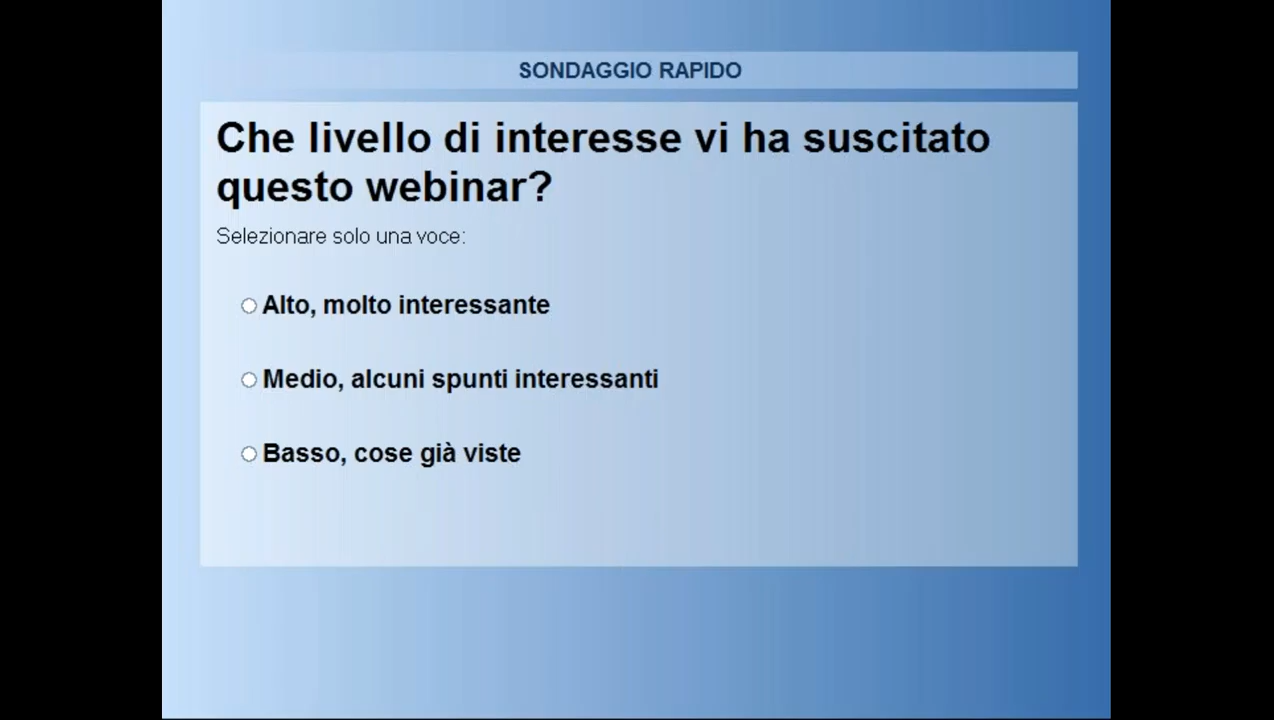 SONDAGGIO RAPIDO
Che livello di interesse vi ha suscitato
questo webinar?
Selezionare solo una voce:
Alto, molto interessante
Medio, alcuni spunti interessanti
Basso, cose già viste